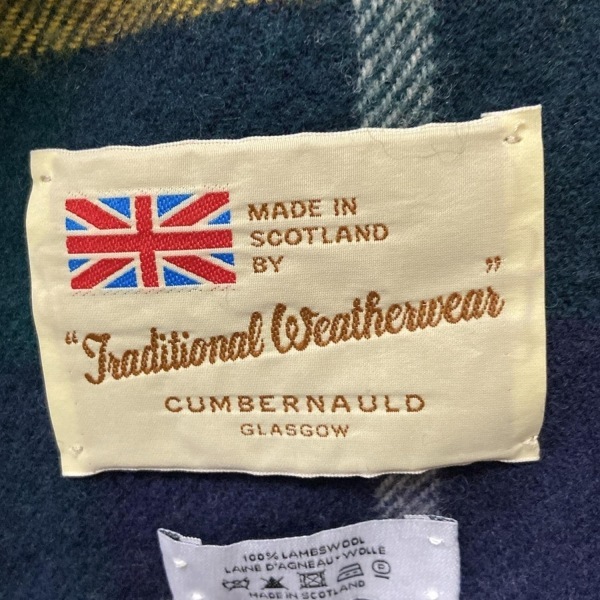 MADE IN
SCOTLAND
BY
"Traditional Weatherwear"
CUMBERNAULD
GLASGOW
100% LAMBSWOOL
LAINE D'AGNEAU • WOLLE
MADE IN SCOTLAND